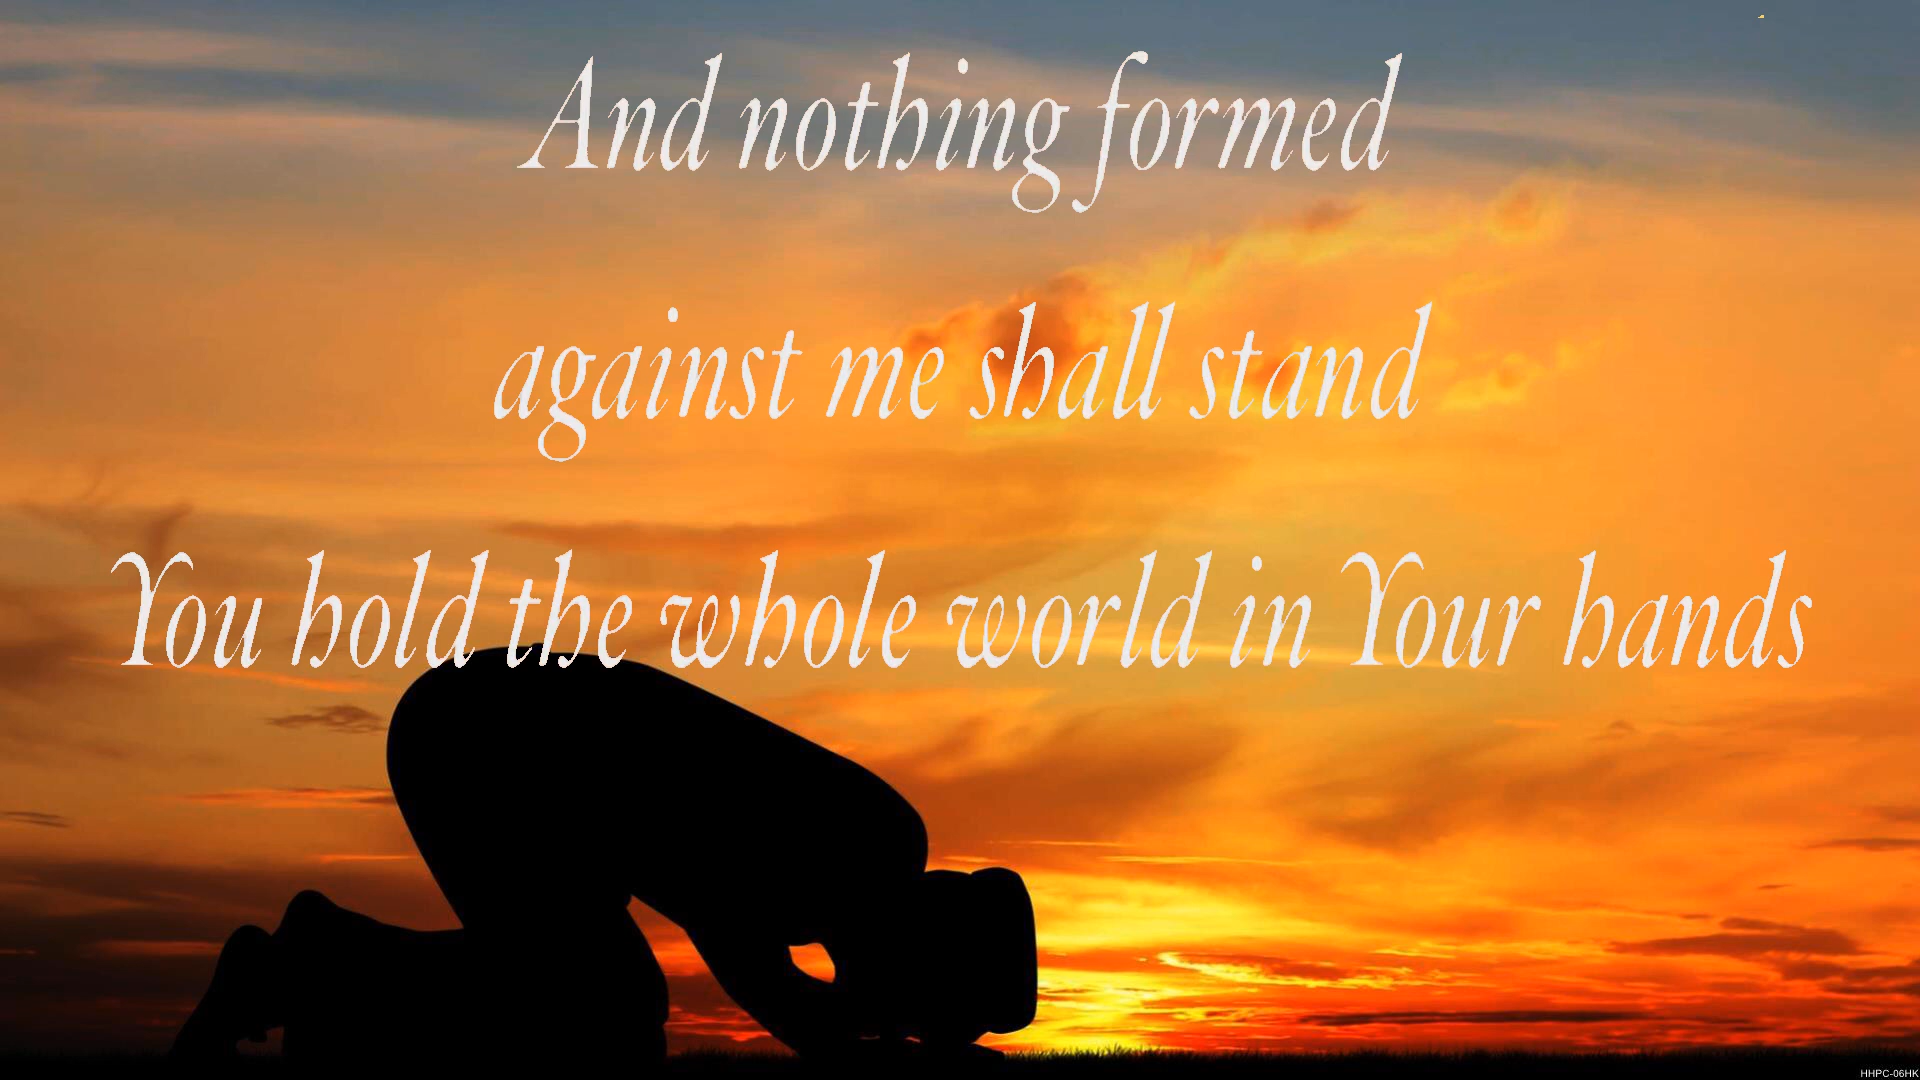 And nothing formed
against me shall stand
You hold the whole world in Your hands
HHPC-06HK